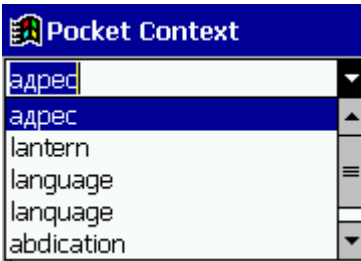 Pocket Context
адрес
адрес
lantern
language
lanquage
abdication